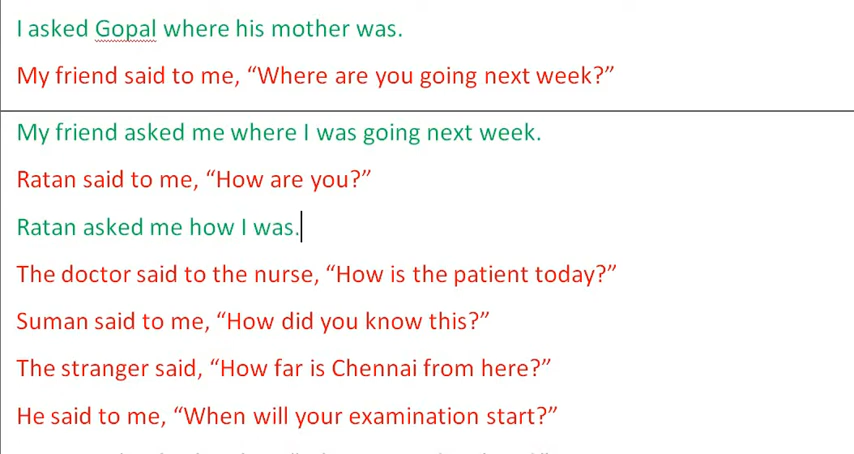 I asked Gopal where his mother was.
My friend said to me, “Where are you going next week?”
My friend asked me where I was going next week.
Ratan said to me, “How are you?”
Ratan asked me how I was.
The doctor said to the nurse, “How is the patient today?”
Suman said to me, “How did you know this?”
The stranger said, “How far is Chennai from here?”
He said to me, “When will your examination start?”